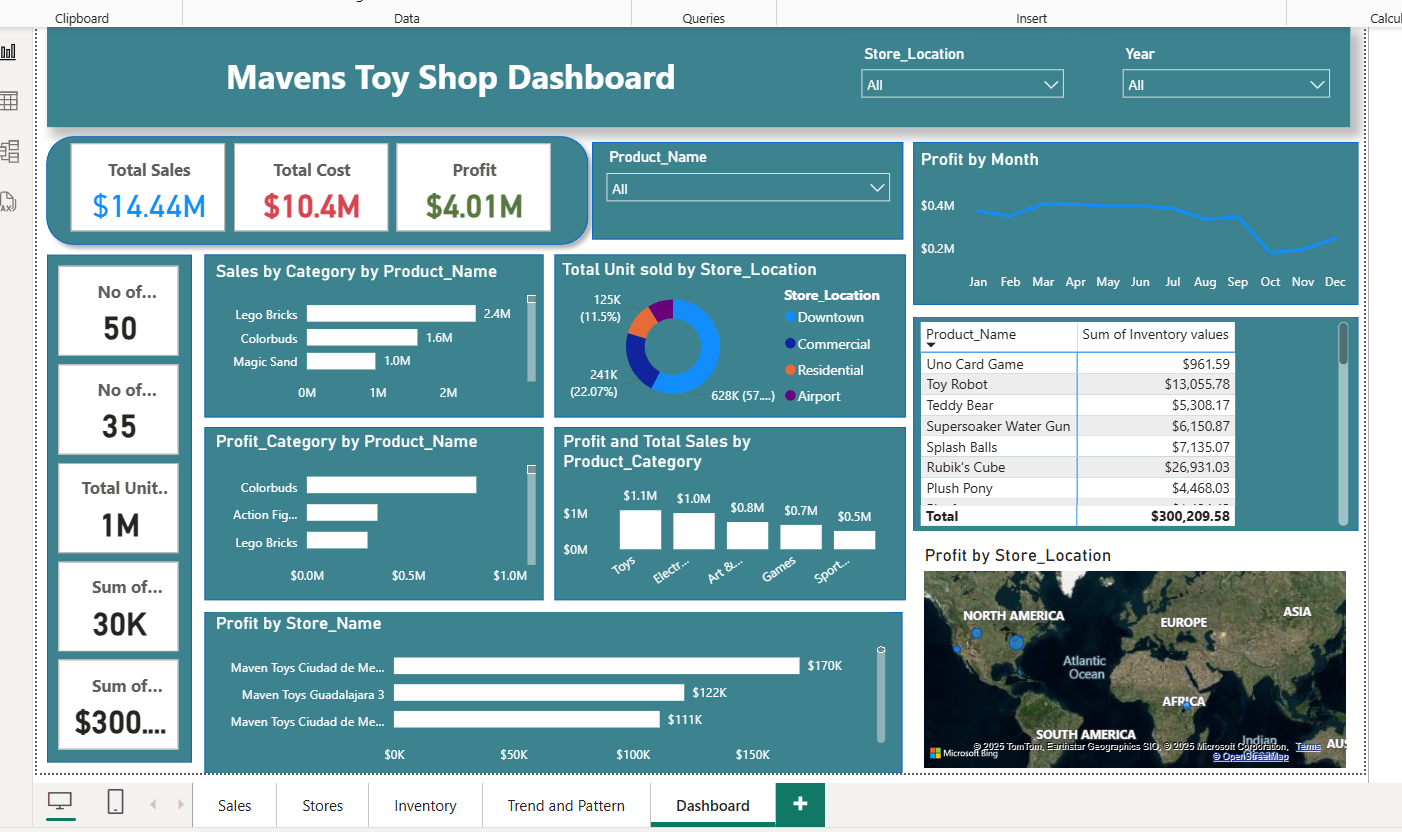 Clipboard
Data
Queries
Insert
Calcu
Mavens Toy Shop Dashboard
Store_Location
All
Year
All
Total Sales
$14.44M
Total Cost
$10.4M
Profit
$4.01M
Product_Name
All
Profit by Month
$0.4M
$0.2M
Jan Feb Mar Apr May Jun Jul Aug Sep Oct Nov Dec
No of...
50
No of...
35
Total Unit..
1M
Sum of...
30K
Sum of...
$300....
Sales by Category by Product_Name
Lego Bricks 2.4M
Colorbuds 1.6M
Magic Sand 1.0M
0M 1M 2M
Total Unit sold by Store_Location
125K
(11.5%)
241K
(22.07%)
628K (57....)
Store_Location
Downtown
Commercial
Residential
Airport
Product_Name Sum of Inventory values
Uno Card Game $961.59
Toy Robot $13,055.78
Teddy Bear $5,308.17
Supersoaker Water Gun $6,150.87
Splash Balls $7,135.07
Rubik's Cube $26,931.03
Plush Pony $4,468.03
Total $300,209.58
Profit_Category by Product_Name
Colorbuds
Action Fig...
Lego Bricks
$0.0M $0.5M $1.0M
Profit and Total Sales by
Product_Category
$1M
$0M
$1.1M $1.0M $0.8M $0.7M $0.5M
Toys Electr... Art &... Games Sport...
Profit by Store_Name
Maven Toys Ciudad de Me... $170K
Maven Toys Guadalajara 3 $122K
Maven Toys Ciudad de Me... $111K
$0K $50K $100K $150K
Profit by Store_Location
NORTH AMERICA
EUROPE
ASIA
Atlantic
Ocean
AFRICA
SOUTH AMERICA
Indian
AUS
Microsoft Bing
© 2025 TomTom, Earthstar Geographics SIO, © 2025 Microsoft Corporation, Terms
© OpenStreetMap
Sales
Stores
Inventory
Trend and Pattern
Dashboard